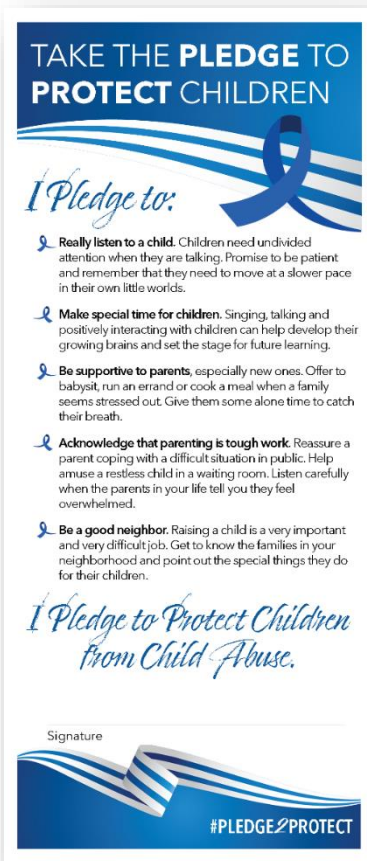 TAKE THE PLEDGE TO
PROTECT CHILDREN
I Pledge to:
Really listen to a child. Children need undivided
attention when they are talking. Promise to be patient
and remember that they need to move at a slower pace
in their own little worlds.
Make special time for children. Singing, talking and
positively interacting with children can help develop their
growing brains and set the stage for future learning.
Be supportive to parents, especially new ones. Offer to
babysit, run an errand or cook a meal when a family
seems stressed out. Give them some alone time to catch
their breath.
Acknowledge that parenting is tough work. Reassure a
parent coping with a difficult situation in public. Help
amuse a restless child in a waiting room. Listen carefully
when the parents in your life tell you they feel
overwhelmed.
Be a good neighbor. Raising a child is a very important
and very difficult job. Get to know the families in your
neighborhood and point out the special things they do
for their children.
I Pledge to Protect Children
from Child Abuse.
Signature
#PLEDGE2PROTECT